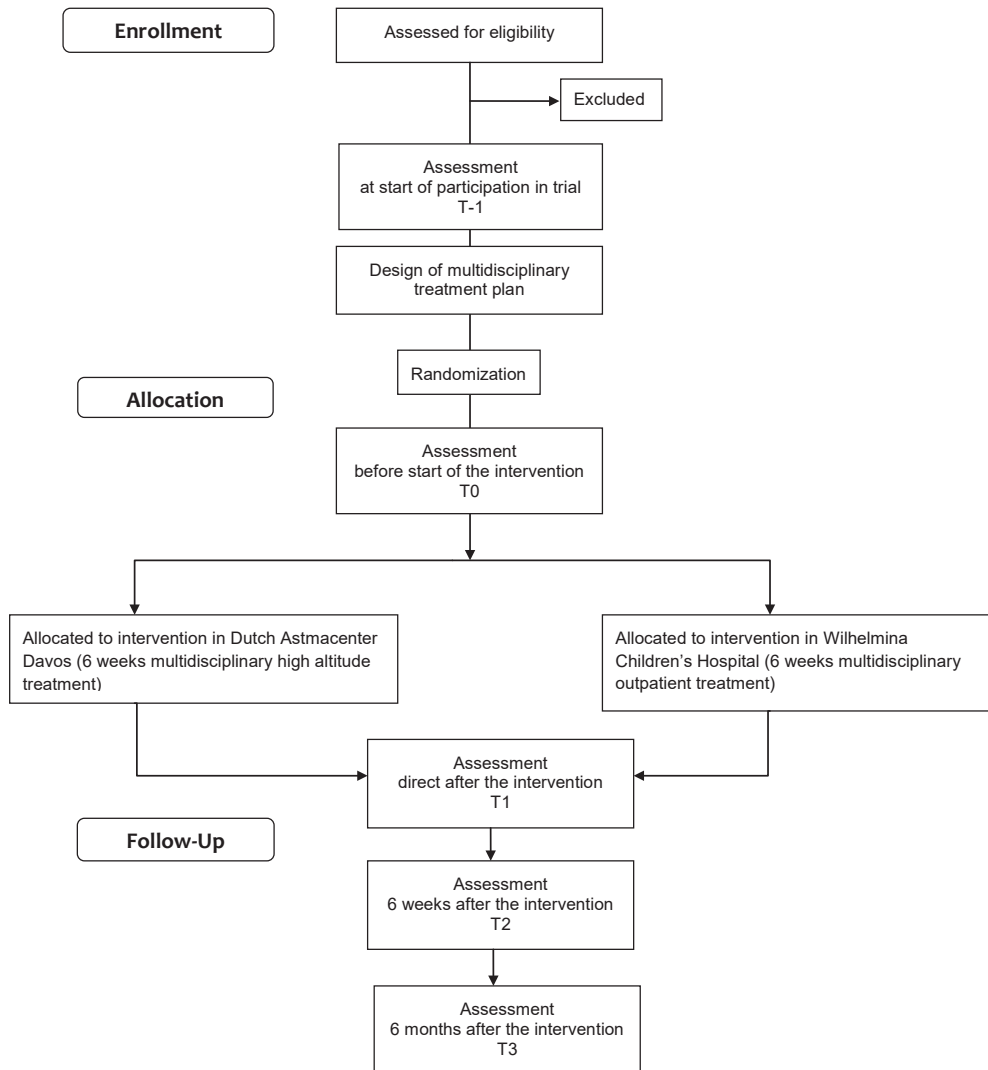 Enrollment
Assessed for eligibility
Excluded
Assessment
at start of participation in trial
T-1
Design of multidisciplinary
treatment plan
Randomization
Allocation
Assessment
before start of the intervention
T0
Allocated to intervention in Dutch Astmacenter
Davos (6 weeks multidisciplinary high altitude
treatment)
Allocated to intervention in Wilhelmina
Children’s Hospital (6 weeks multidisciplinary
outpatient treatment)
Assessment
direct after the intervention
T1
Follow-Up
Assessment
6 weeks after the intervention
T2
Assessment
6 months after the intervention
T3